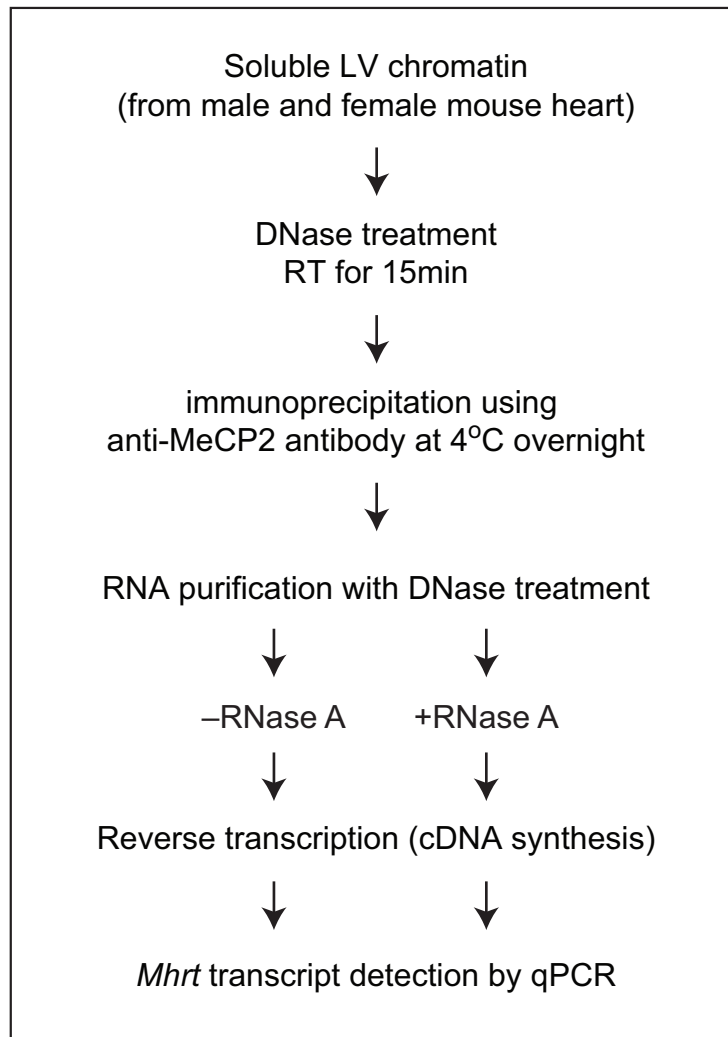 Soluble LV chromatin
(from male and female mouse heart)
DNase treatment
RT for 15min
immunoprecipitation using
anti-MeCP2 antibody at 4°C overnight
RNA purification with DNase treatment
–RNase A +RNase A
Reverse transcription (cDNA synthesis)
Mhrt transcript detection by qPCR